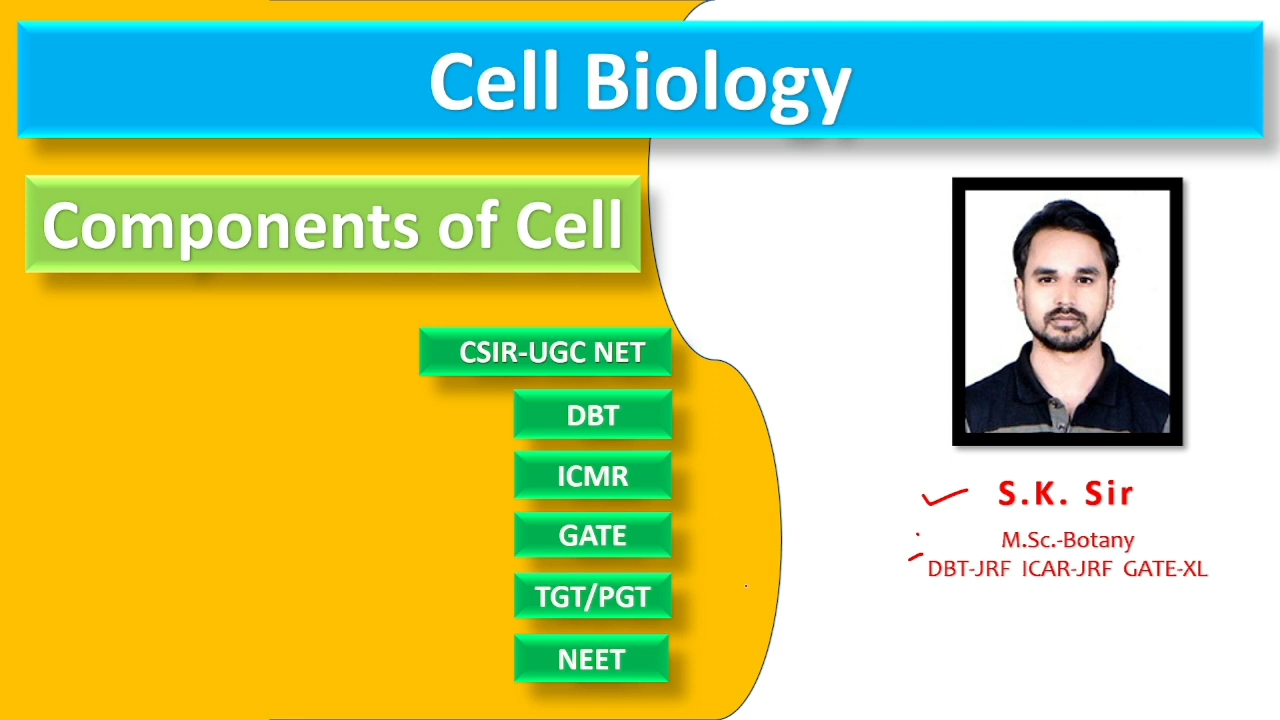 Cell Biology
Components of Cell
CSIR-UGC NET
DBT
ICMR
GATE
TGT/PGT
NEET
S.K. Sir
M.Sc.-Botany
DBT-JRF ICAR-JRF GATE-XL